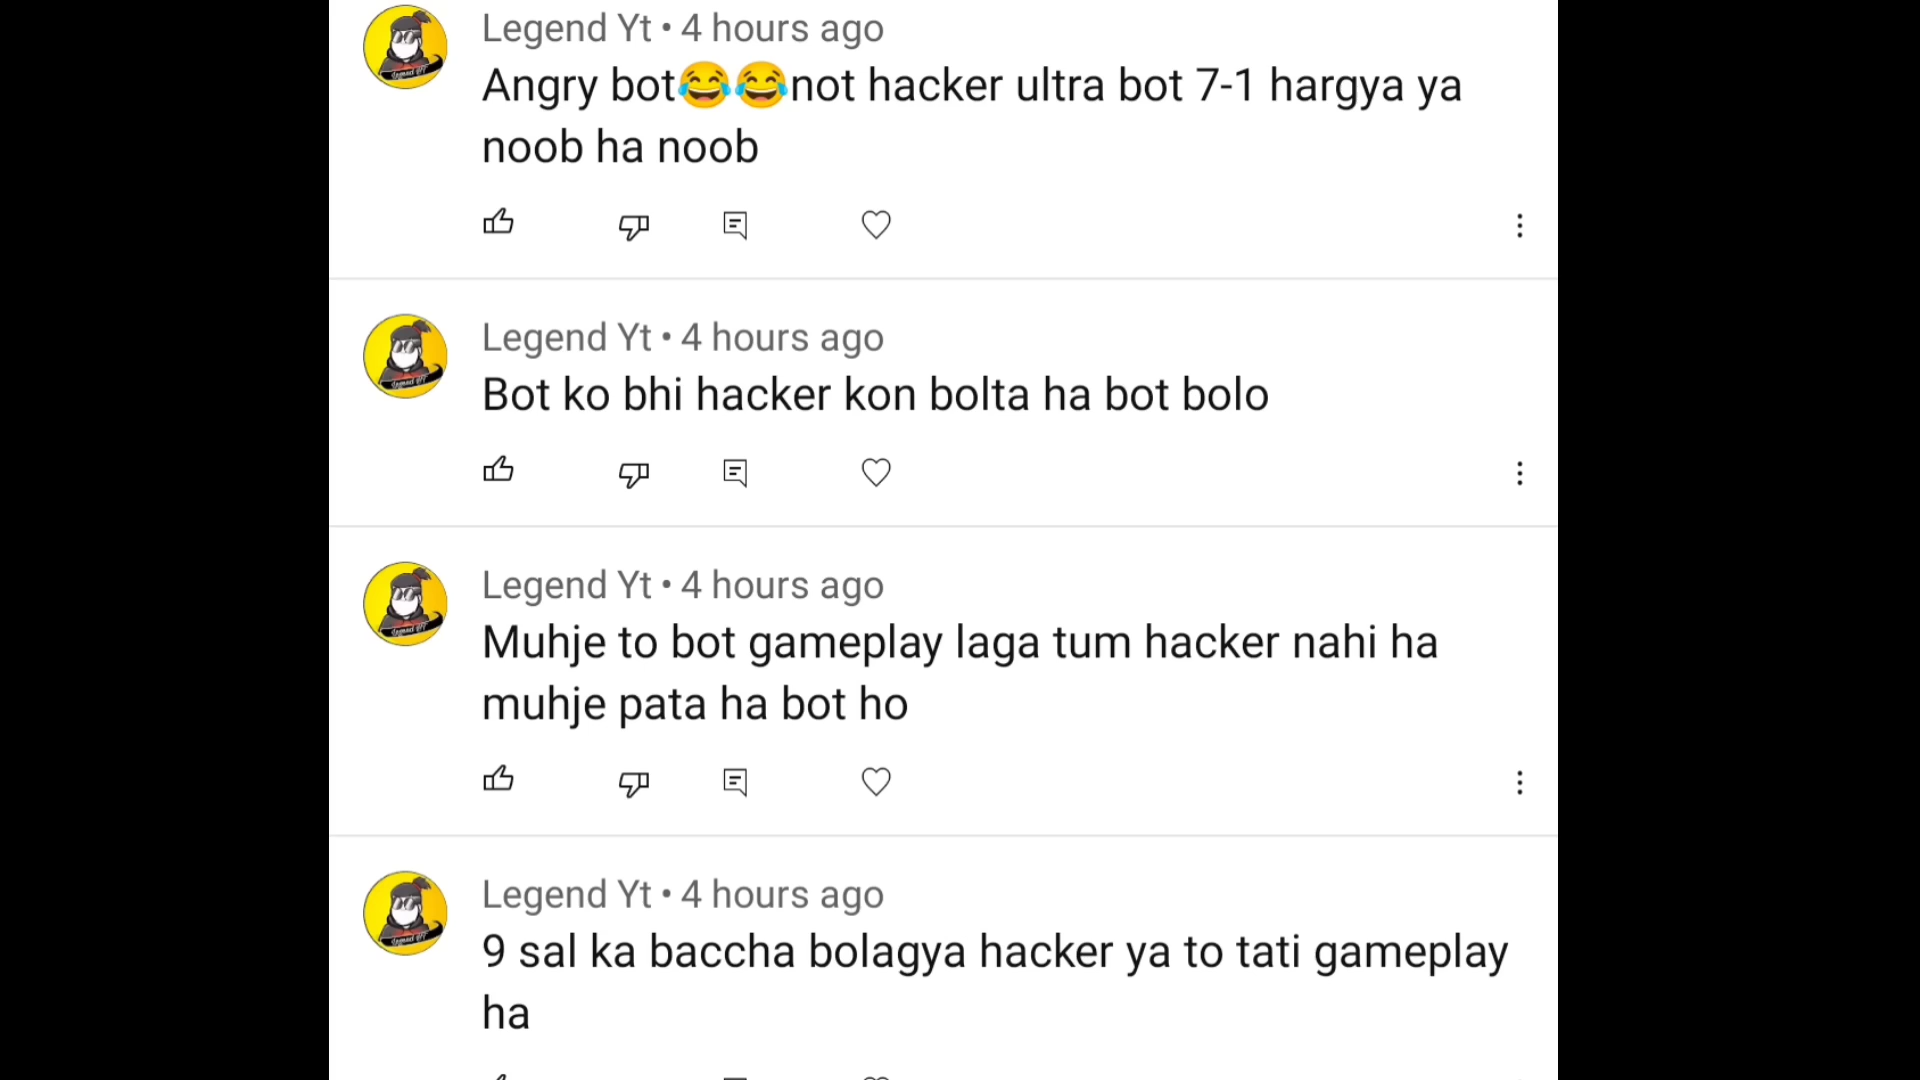 Legend Yt • 4 hours ago
Angry bot😂😂not hacker ultra bot 7-1 hargya ya
noob ha noob
Legend Yt • 4 hours ago
Bot ko bhi hacker kon bolta ha bot bolo
Legend Yt • 4 hours ago
Muhje to bot gameplay laga tum hacker nahi ha
muhje pata ha bot ho
Legend Yt • 4 hours ago
9 sal ka baccha bolagya hacker ya to tati gameplay
ha